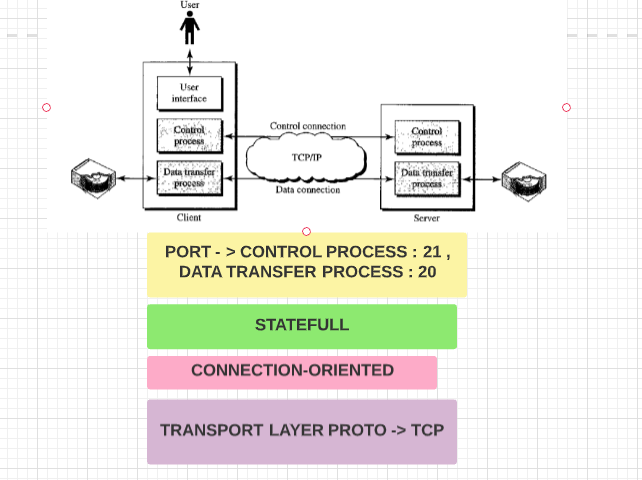 User
User
interface
Control
process
Data transfer
process
Client
Control connection
TCP/IP
Data connection
Control
process
Data transfer
process
Server
PORT - > CONTROL PROCESS : 21 ,
DATA TRANSFER PROCESS : 20
STATEFULL
CONNECTION-ORIENTED
TRANSPORT LAYER PROTO -> TCP